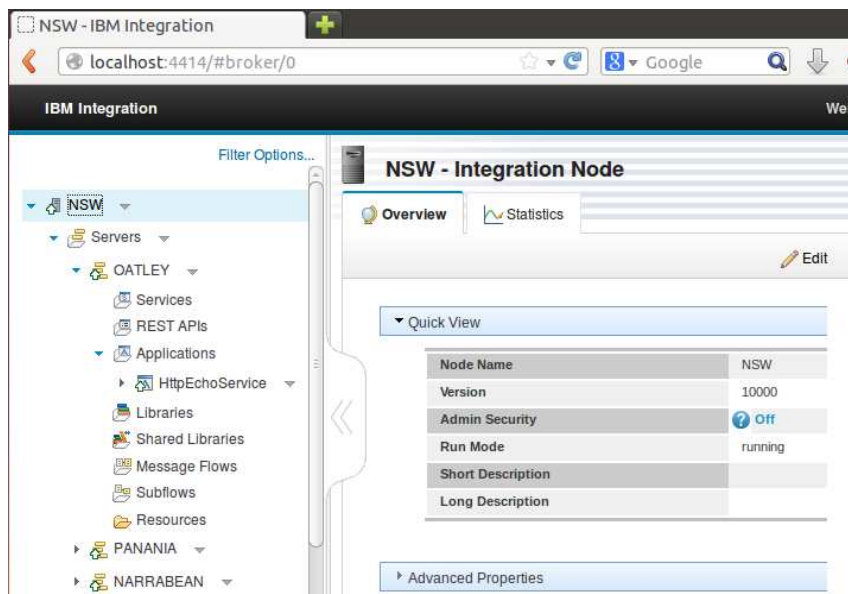 NSW - IBM Integration
localhost:4414/#broker/0
Google
IBM Integration
We
Filter Options...
NSW
Servers
OATLEY
Services
REST APIs
Applications
HttpEchoService
Libraries
Shared Libraries
Message Flows
Subflows
Resources
PANANIA
NARRABEAN
NSW - Integration Node
Overview
Statistics
Edit
Quick View
Node Name NSW
Version 10000
Admin Security ? Off
Run Mode running
Short Description
Long Description
Advanced Properties